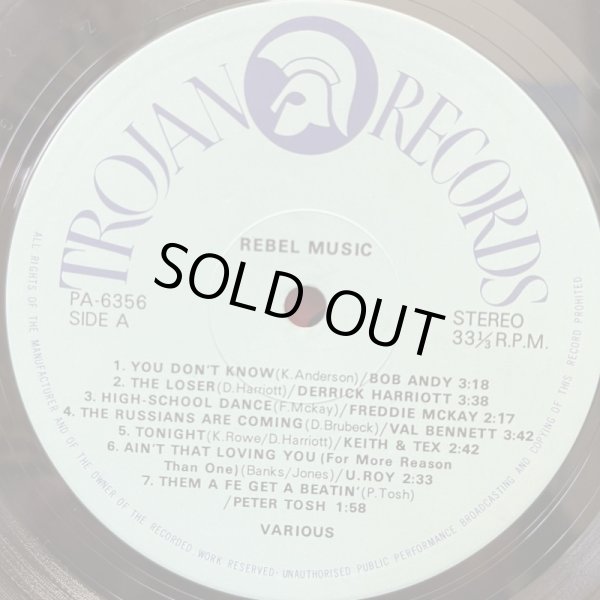 TROJAN RECORDS
REBEL MUSIC
SOLD OUT
PA-6356
SIDE A
STEREO
33⅓ R.P.M.
1. YOU DON'T KNOW (K. Anderson)/BOB ANDY 3:18
2. THE LOSER (D. Harriott)/DERRICK HARRIOTT 3:38
3. HIGH-SCHOOL DANCE (F. Mckay)/FREDDIE MCKAY 2:17
4. THE RUSSIANS ARE COMING (D. Brubeck)/VAL BENNETT 3:42
5. TONIGHT (K. Rowe/D. Harriott)/KEITH & TEX 2:42
6. AIN'T THAT LOVING YOU (For More Reason
Than One) (Banks/Jones)/U.ROY 2:33
7. THEM A FE GET A BEATIN' (P. Tosh)
/PETER TOSH 1:58
VARIOUS
ALL RIGHTS OF THE MANUFACTURER AND OF THE OWNER OF THE RECORDED WORK RESERVED · UNAUTHORISED PUBLIC PERFORMANCE BROADCASTING AND COPYING OF THIS RECORD PROHIBITED